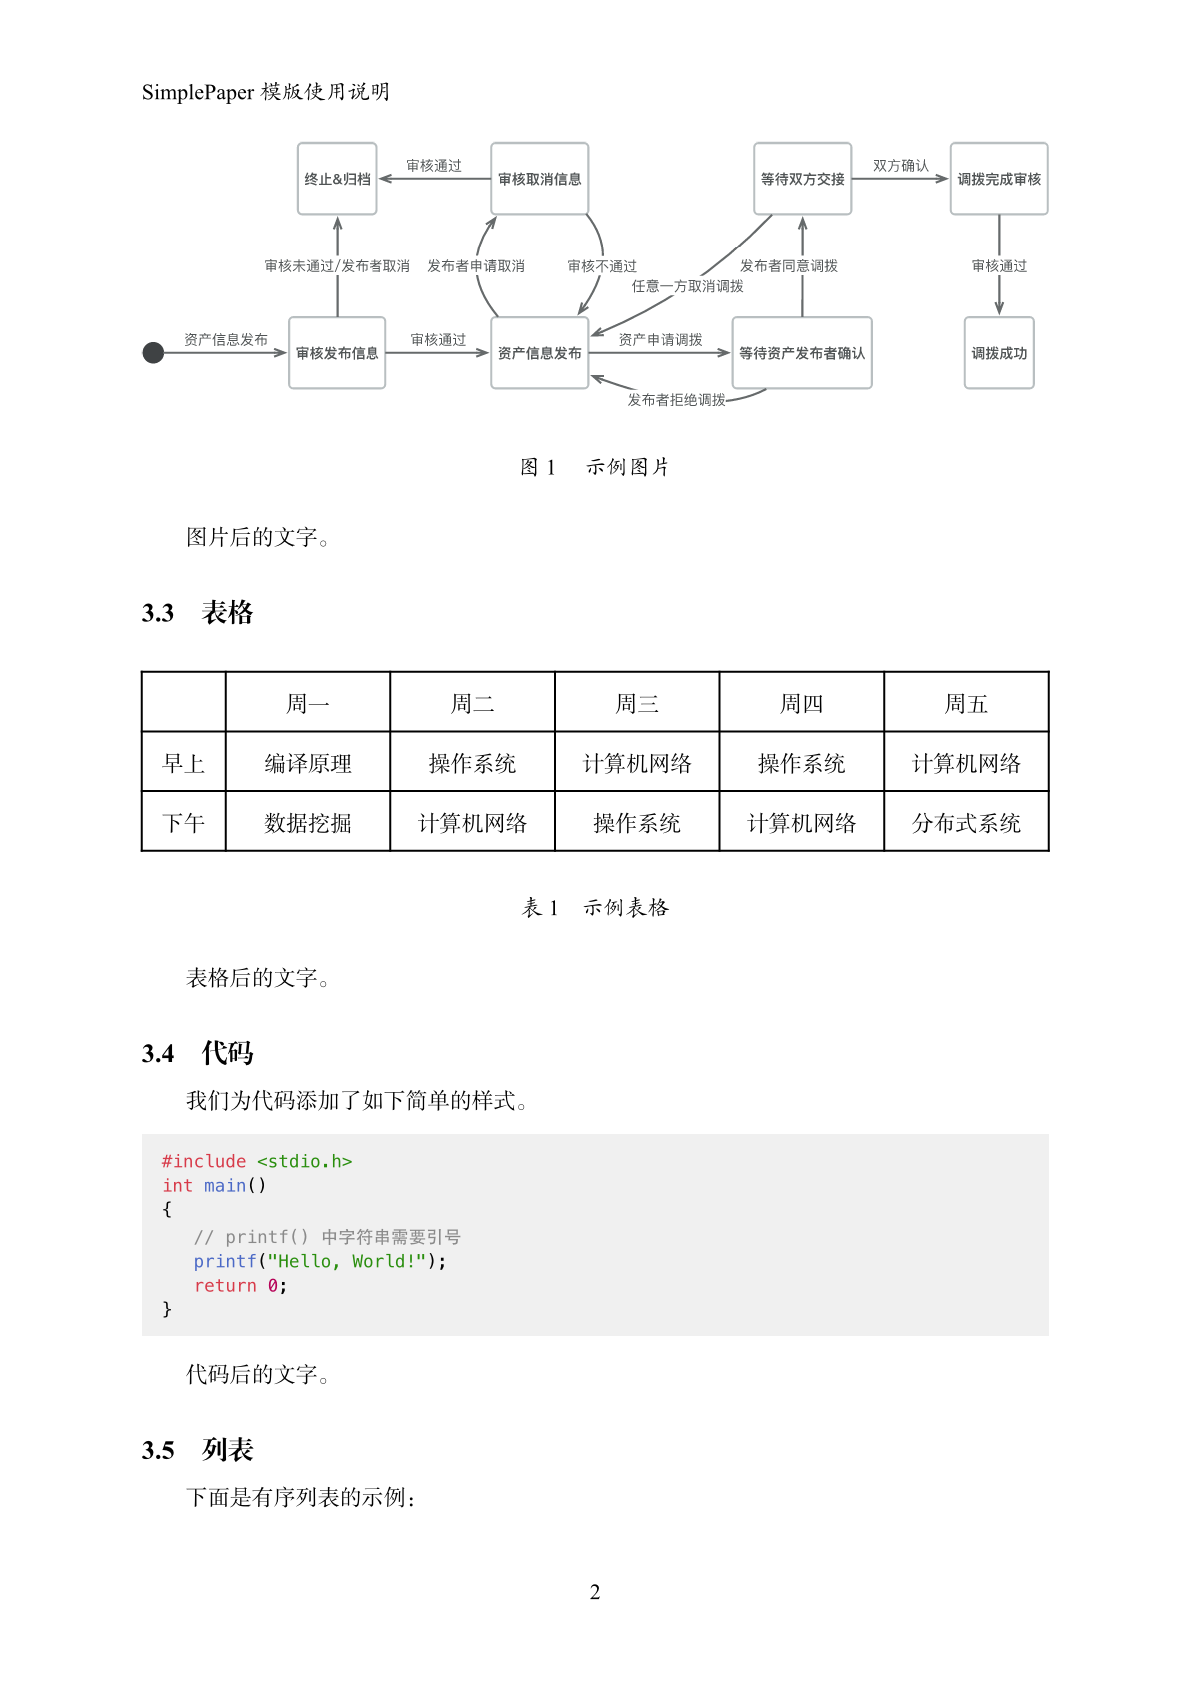 SimplePaper 模版使用说明
终止&归档
审核通过
审核取消信息
等待双方交接
双方确认
调拨完成审核
审核未通过/发布者取消
发布者申请取消
审核不通过
任意一方取消调拨
发布者同意调拨
审核通过
资产信息发布
审核发布信息
审核通过
资产信息发布
资产申请调拨
等待资产发布者确认
调拨成功
发布者拒绝调拨
图 1 示例图片
图片后的文字。
3.3 表格
周一 周二 周三 周四 周五
早上 编译原理 操作系统 计算机网络 操作系统 计算机网络
下午 数据挖掘 计算机网络 操作系统 计算机网络 分布式系统
表 1 示例表格
表格后的文字。
3.4 代码
我们为代码添加了如下简单的样式。
#include <stdio.h>
int main()
{
   // printf() 中字符串需要引号
   printf("Hello, World!");
   return 0;
}
代码后的文字。
3.5 列表
下面是有序列表的示例：
2